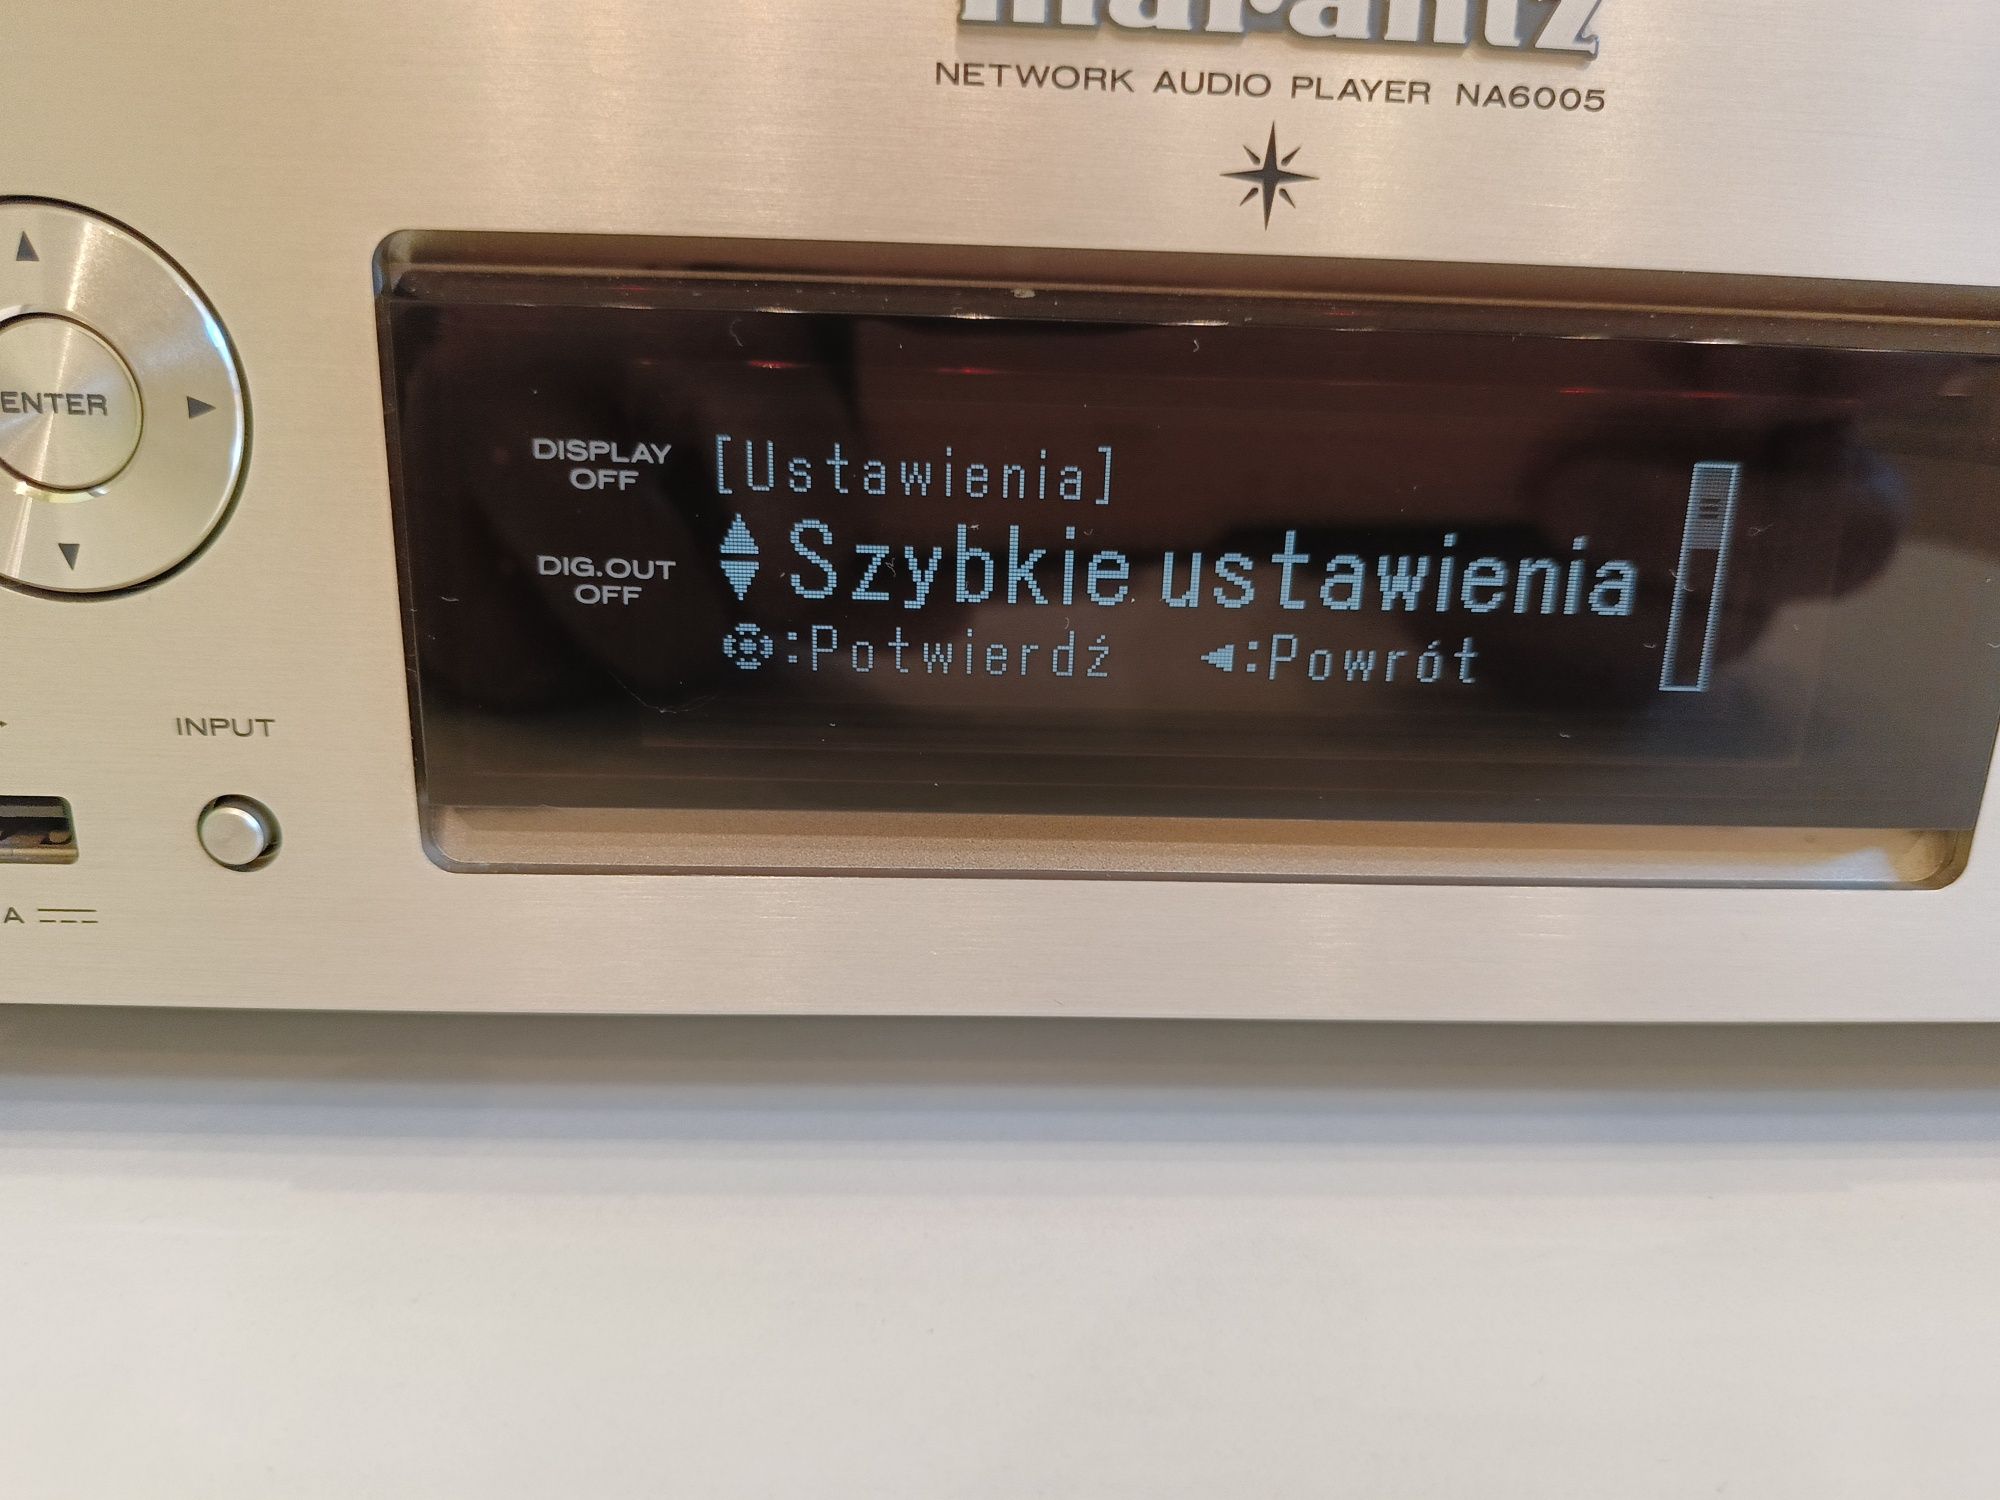 marantz
NETWORK AUDIO PLAYER NA6005
ENTER
DISPLAY
OFF
[Ustawienia]
Szybkie ustawienia
DIG.OUT
OFF
:Potwierdź ◄:Powrót
INPUT
A